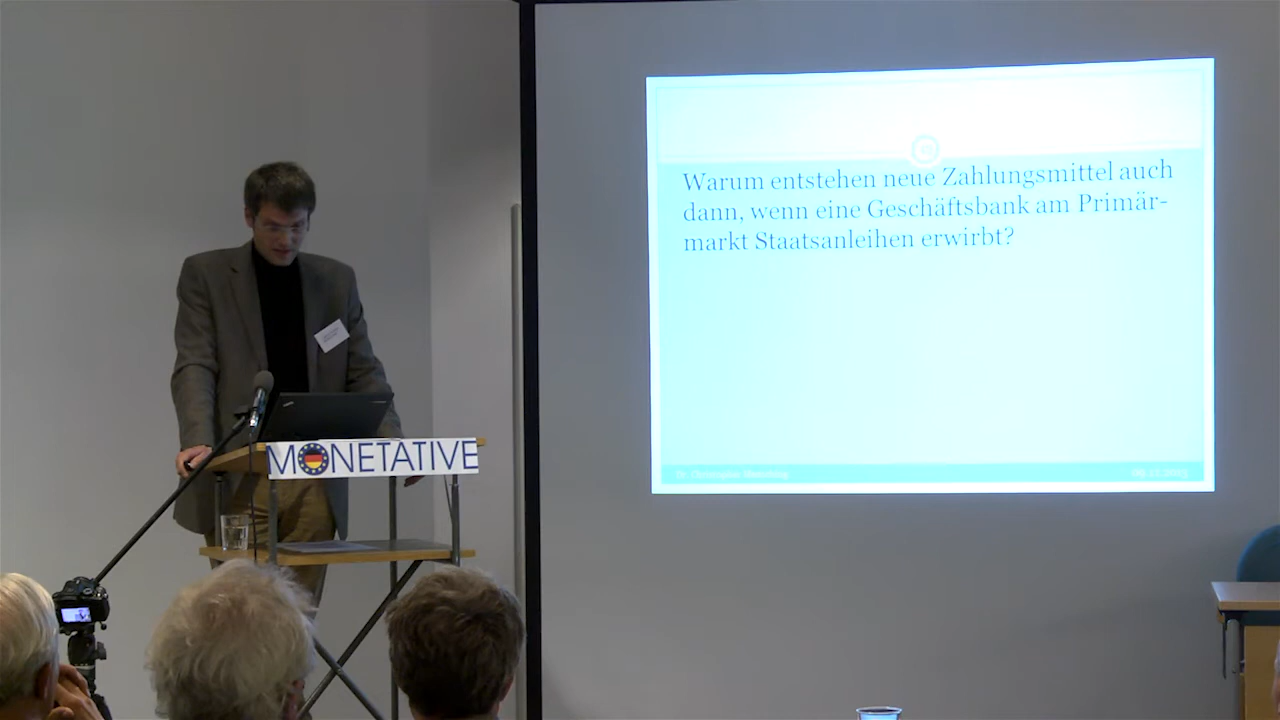 Warum entstehen neue Zahlungsmittel auch
dann, wenn eine Geschäftsbank am Primär-
markt Staatsanleihen erwirbt?
MONETATIVE